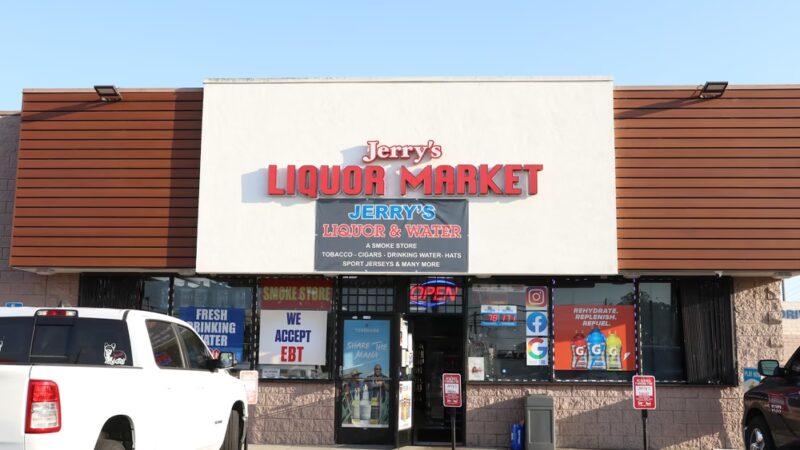 Jerry's
LIQUOR MARKET
JERRY'S
LIQUOR & WATER
A SMOKE STORE
TOBACCO - CIGARS - DRINKING WATER - HATS
SPORT JERSEYS & MANY MORE
OPEN
SMOKE STORE
WE
ACCEPT
EBT
FRESH
DRINKING
WATER
SHARE THE
MANA
REHYDRATE.
REPLENISH.
REFUEL.
G
G
G